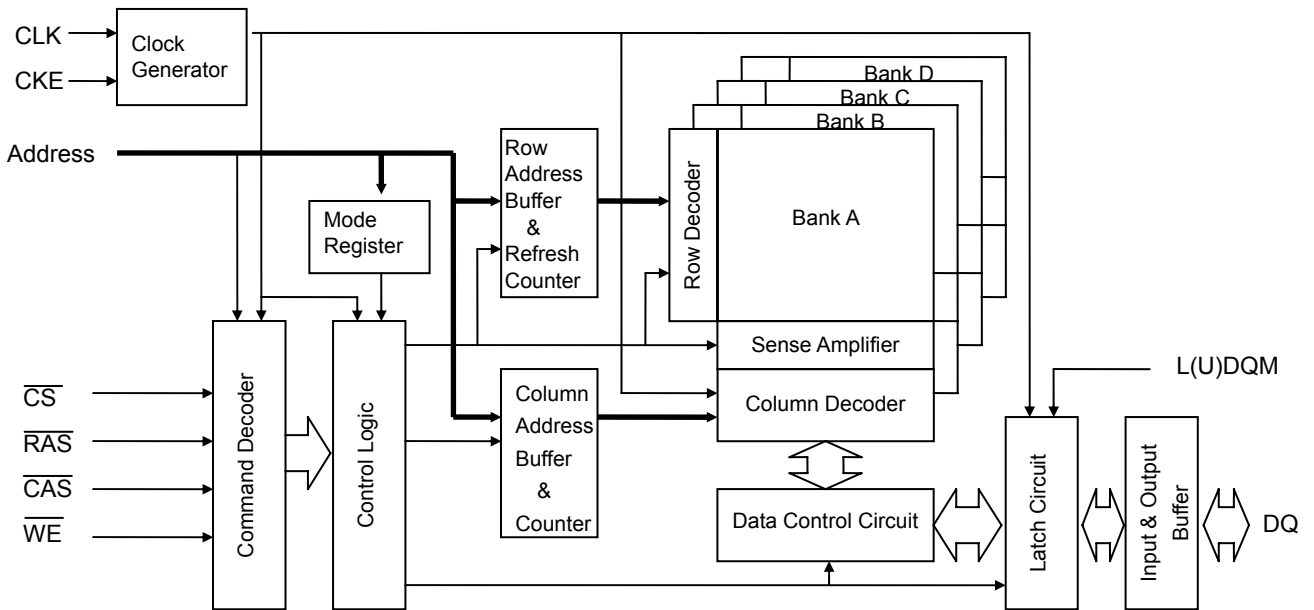 CLK
CKE
Clock
Generator
Address
Mode
Register
Row
Address
Buffer
&
Refresh
Counter
Bank D
Bank C
Bank B
Bank A
Row Decoder
Sense Amplifier
Column Decoder
CS
RAS
CAS
WE
Command Decoder
Control Logic
Column
Address
Buffer
&
Counter
Data Control Circuit
L(U)DQM
Latch Circuit
Input & Output
Buffer
DQ